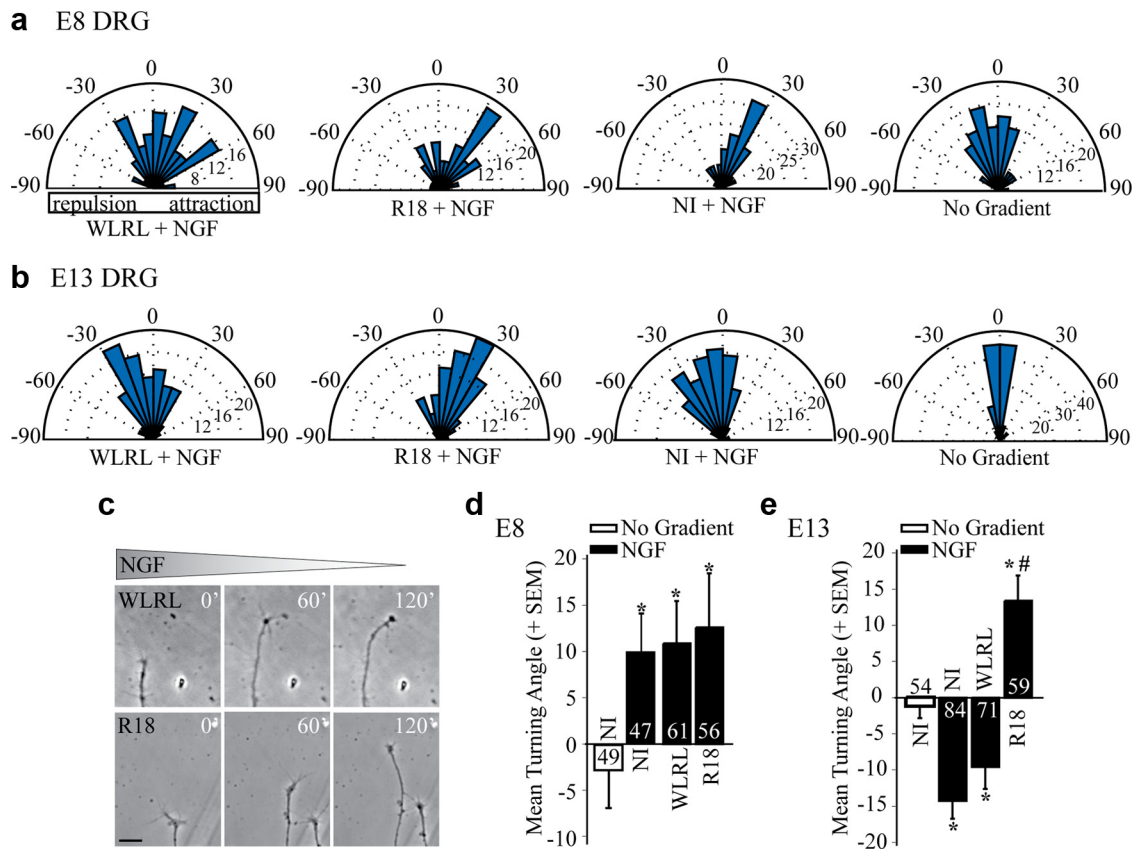 a E8 DRG
0 0 0 0
-30 30 -30 30 -30 30 -30 30
-60 60 -60 60 -60 60 -60 60
8 12 16 12 16 20 20 25 30 12 16 20
-90 90 -90 90 -90 90 -90 90
repulsion attraction
WLRL + NGF R18 + NGF NI + NGF No Gradient
b E13 DRG
0 0 0 0
-30 30 -30 30 -30 30 -30 30
-60 60 -60 60 -60 60 -60 60
12 16 20 12 16 20 12 16 20 20 30 40
-90 90 -90 90 -90 90 -90 90
WLRL + NGF R18 + NGF NI + NGF No Gradient
c
NGF
WLRL 0’ 60’ 120’
R18 0’ 60’ 120’
d E8
No Gradient
NGF
Mean Turning Angle (+ SEM)
20
15
10
5
0
-5
-10
* * *
49 47 61 56
NI NI WLRL R18
e E13
No Gradient
NGF
Mean Turning Angle (+ SEM)
20
15
10
5
0
-5
-10
-15
-20
* #
54 84 71 59
NI NI WLRL R18
* *